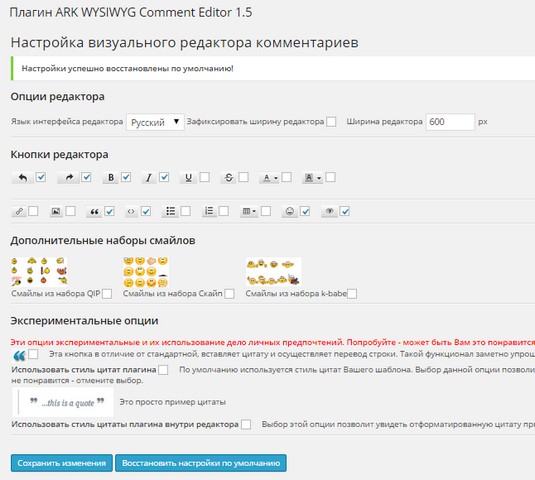 Плагин ARK WYSIWYG Comment Editor 1.5
Настройка визуального редактора комментариев
Настройки успешно восстановлены по умолчанию!
Опции редактора
Язык интерфейса редактора Русский Зафиксировать ширину редактора Ширина редактора 600 px
Кнопки редактора
B I U S A A
Дополнительные наборы смайлов
Смайлы из набора QIP Смайлы из набора Скайп Смайлы из набора k-babe
Экспериментальные опции
Эти опции экспериментальные и их использование дело личных предпочтений. Попробуйте - может быть Вам это понравится
Эта кнопка в отличие от стандартной, вставляет цитату и осуществляет перевод строки. Такой функционал заметно упрощ
Использовать стиль цитат плагина По умолчанию используется стиль цитат Вашего шаблона. Выбор данной опции позволи
не понравится - отмените выбор.
" ...this is a quote " Это просто пример цитаты
Использовать стиль цитаты плагина внутри редактора Выбор этой опции позволит увидеть отформатированную цитату пр
Сохранить изменения Восстановить настройки по умолчанию